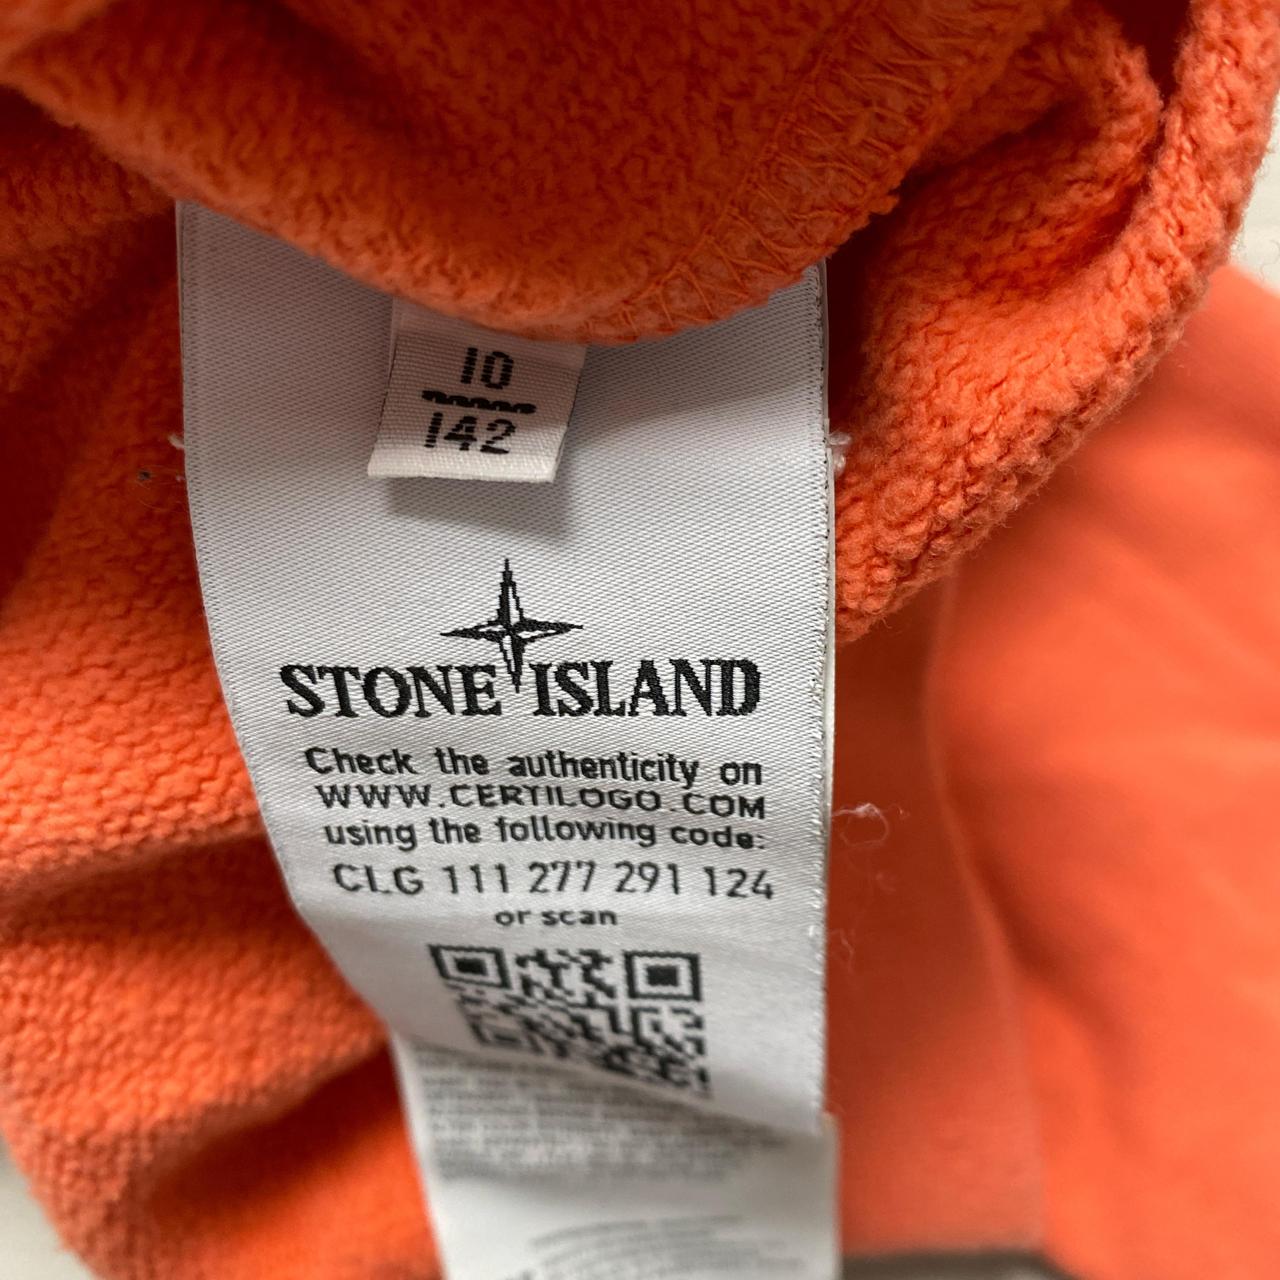 10
142
STONE ISLAND
Check the authenticity on
WWW.CERTILOGO.COM
using the following code:
CLG 111 277 291 124
or scan